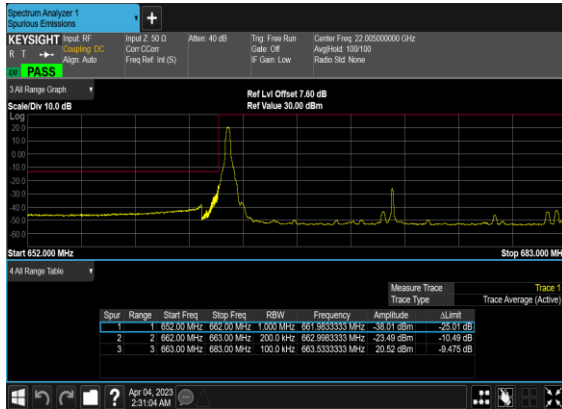 Spectrum Analyzer 1
Spurious Emissions
+
KEYSIGHT Input: RF Input Z: 50 Ω Atten: 40 dB Trig: Free Run Center Freq: 22.005000000 GHz
R T Coupling: DC Corr CCorr Gate: Off Avg|Hold: 100/100
Align: Auto Freq Ref: Int (S) IF Gain: Low Radio Std: None
PASS
3 All Range Graph
Ref Lvl Offset 7.60 dB
Scale/Div 10.0 dB Ref Value 30.00 dBm
Log
20.0
10.0
0.00
-10.0
-20.0
-30.0
-40.0
-50.0
-60.0
Start 652.000 MHz Stop 683.000 MH
4 All Range Table
Measure Trace Trace 1
Trace Type Trace Average (Active)
Spur Range Start Freq Stop Freq RBW Frequency Amplitude ΔLimit
1 1 652.00 MHz 662.00 MHz 1.000 MHz 661.9833333 MHz -38.01 dBm -25.01 dB
2 2 662.00 MHz 663.00 MHz 200.0 kHz 662.9983333 MHz -23.49 dBm -10.49 dB
3 3 663.00 MHz 683.00 MHz 100.0 kHz 663.5333333 MHz 20.52 dBm -9.475 dB
? Apr 04, 2023
2:31:04 AM